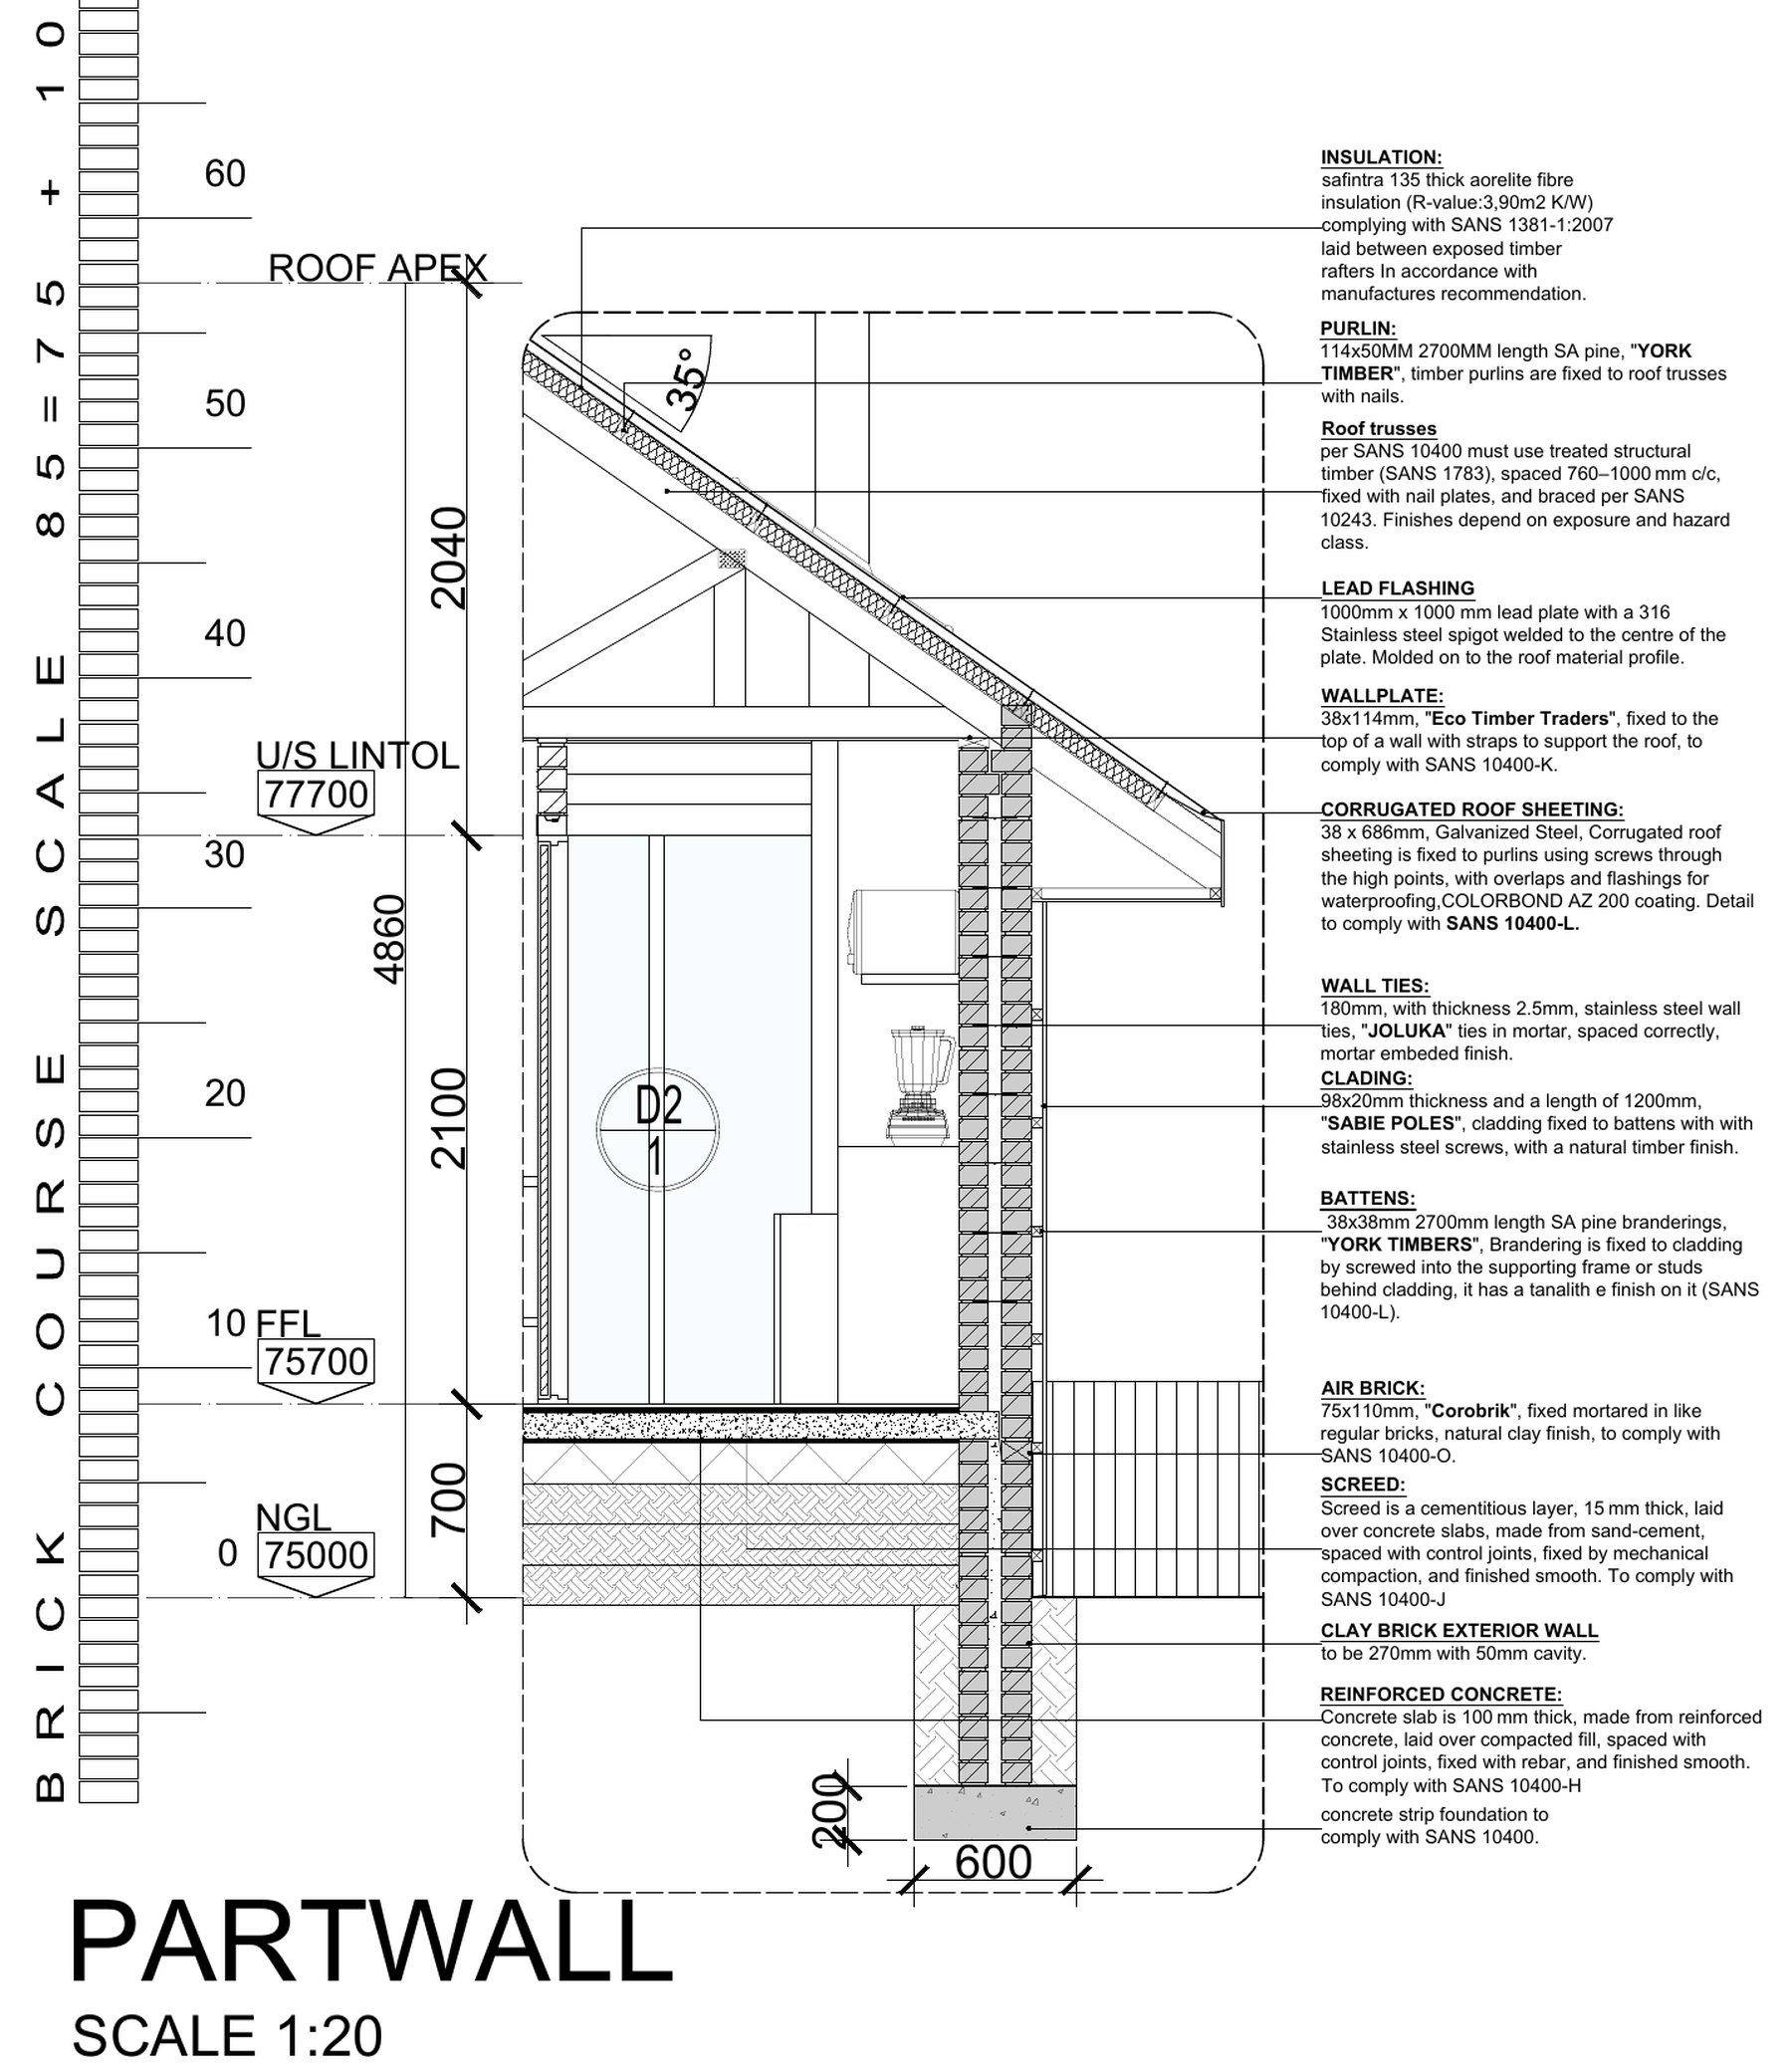 BRICK COURSE SCALE 85=75+10
60
50
40
30
20
10
0
ROOF APEX
U/S LINTOL
77700
FFL
75700
NGL
75000
2040
4860
2100
700
35°
D2
1
200
600
INSULATION:
safintra 135 thick aorelite fibre
insulation (R-value:3,90m2 K/W)
complying with SANS 1381-1:2007
laid between exposed timber
rafters In accordance with
manufactures recommendation.
PURLIN:
114x50MM 2700MM length SA pine, "YORK
TIMBER", timber purlins are fixed to roof trusses
with nails.
Roof trusses
per SANS 10400 must use treated structural
timber (SANS 1783), spaced 760–1000 mm c/c,
fixed with nail plates, and braced per SANS
10243. Finishes depend on exposure and hazard
class.
LEAD FLASHING
1000mm x 1000 mm lead plate with a 316
Stainless steel spigot welded to the centre of the
plate. Molded on to the roof material profile.
WALLPLATE:
38x114mm, "Eco Timber Traders", fixed to the
top of a wall with straps to support the roof, to
comply with SANS 10400-K.
CORRUGATED ROOF SHEETING:
38 x 686mm, Galvanized Steel, Corrugated roof
sheeting is fixed to purlins using screws through
the high points, with overlaps and flashings for
waterproofing,COLORBOND AZ 200 coating. Detail
to comply with SANS 10400-L.
WALL TIES:
180mm, with thickness 2.5mm, stainless steel wall
ties, "JOLUKA" ties in mortar, spaced correctly,
mortar embeded finish.
CLADING:
98x20mm thickness and a length of 1200mm,
"SABIE POLES", cladding fixed to battens with with
stainless steel screws, with a natural timber finish.
BATTENS:
38x38mm 2700mm length SA pine branderings,
"YORK TIMBERS", Brandering is fixed to cladding
by screwed into the supporting frame or studs
behind cladding, it has a tanalith e finish on it (SANS
10400-L).
AIR BRICK:
75x110mm, "Corobrik", fixed mortared in like
regular bricks, natural clay finish, to comply with
SANS 10400-O.
SCREED:
Screed is a cementitious layer, 15 mm thick, laid
over concrete slabs, made from sand-cement,
spaced with control joints, fixed by mechanical
compaction, and finished smooth. To comply with
SANS 10400-J
CLAY BRICK EXTERIOR WALL
to be 270mm with 50mm cavity.
REINFORCED CONCRETE:
Concrete slab is 100 mm thick, made from reinforced
concrete, laid over compacted fill, spaced with
control joints, fixed with rebar, and finished smooth.
To comply with SANS 10400-H
concrete strip foundation to
comply with SANS 10400.
PARTWALL
SCALE 1:20